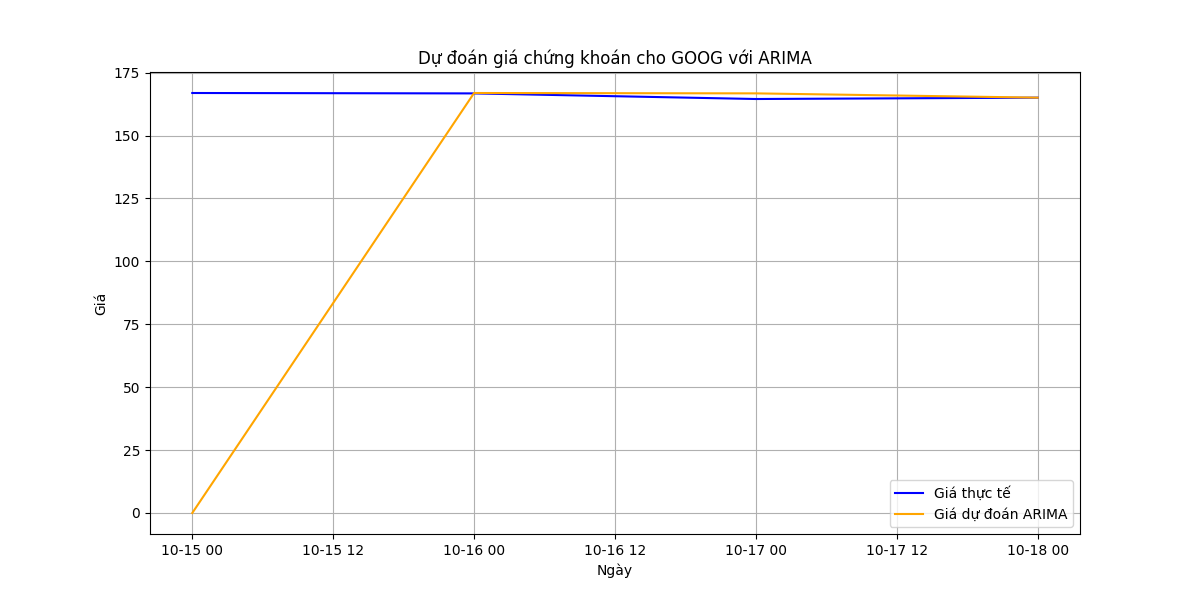 Dự đoán giá chứng khoán cho GOOG với ARIMA
175
150
125
100
75
50
25
0
Giá
Giá thực tế
Giá dự đoán ARIMA
10-15 00 10-15 12 10-16 00 10-16 12 10-17 00 10-17 12 10-18 00
Ngày